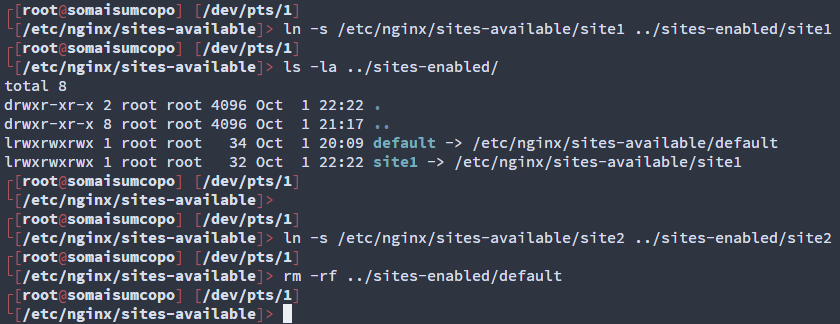 ┌[root@somaisumcopo] [/dev/pts/1]
└[/etc/nginx/sites-available]> ln -s /etc/nginx/sites-available/site1 ../sites-enabled/site1
┌[root@somaisumcopo] [/dev/pts/1]
└[/etc/nginx/sites-available]> ls -la ../sites-enabled/
total 8
drwxr-xr-x 2 root root 4096 Oct  1 22:22 .
drwxr-xr-x 8 root root 4096 Oct  1 21:17 ..
lrwxrwxrwx 1 root root   34 Oct  1 20:09 default -> /etc/nginx/sites-available/default
lrwxrwxrwx 1 root root   32 Oct  1 22:22 site1 -> /etc/nginx/sites-available/site1
┌[root@somaisumcopo] [/dev/pts/1]
└[/etc/nginx/sites-available]>
┌[root@somaisumcopo] [/dev/pts/1]
└[/etc/nginx/sites-available]> ln -s /etc/nginx/sites-available/site2 ../sites-enabled/site2
┌[root@somaisumcopo] [/dev/pts/1]
└[/etc/nginx/sites-available]> rm -rf ../sites-enabled/default
┌[root@somaisumcopo] [/dev/pts/1]
└[/etc/nginx/sites-available]>